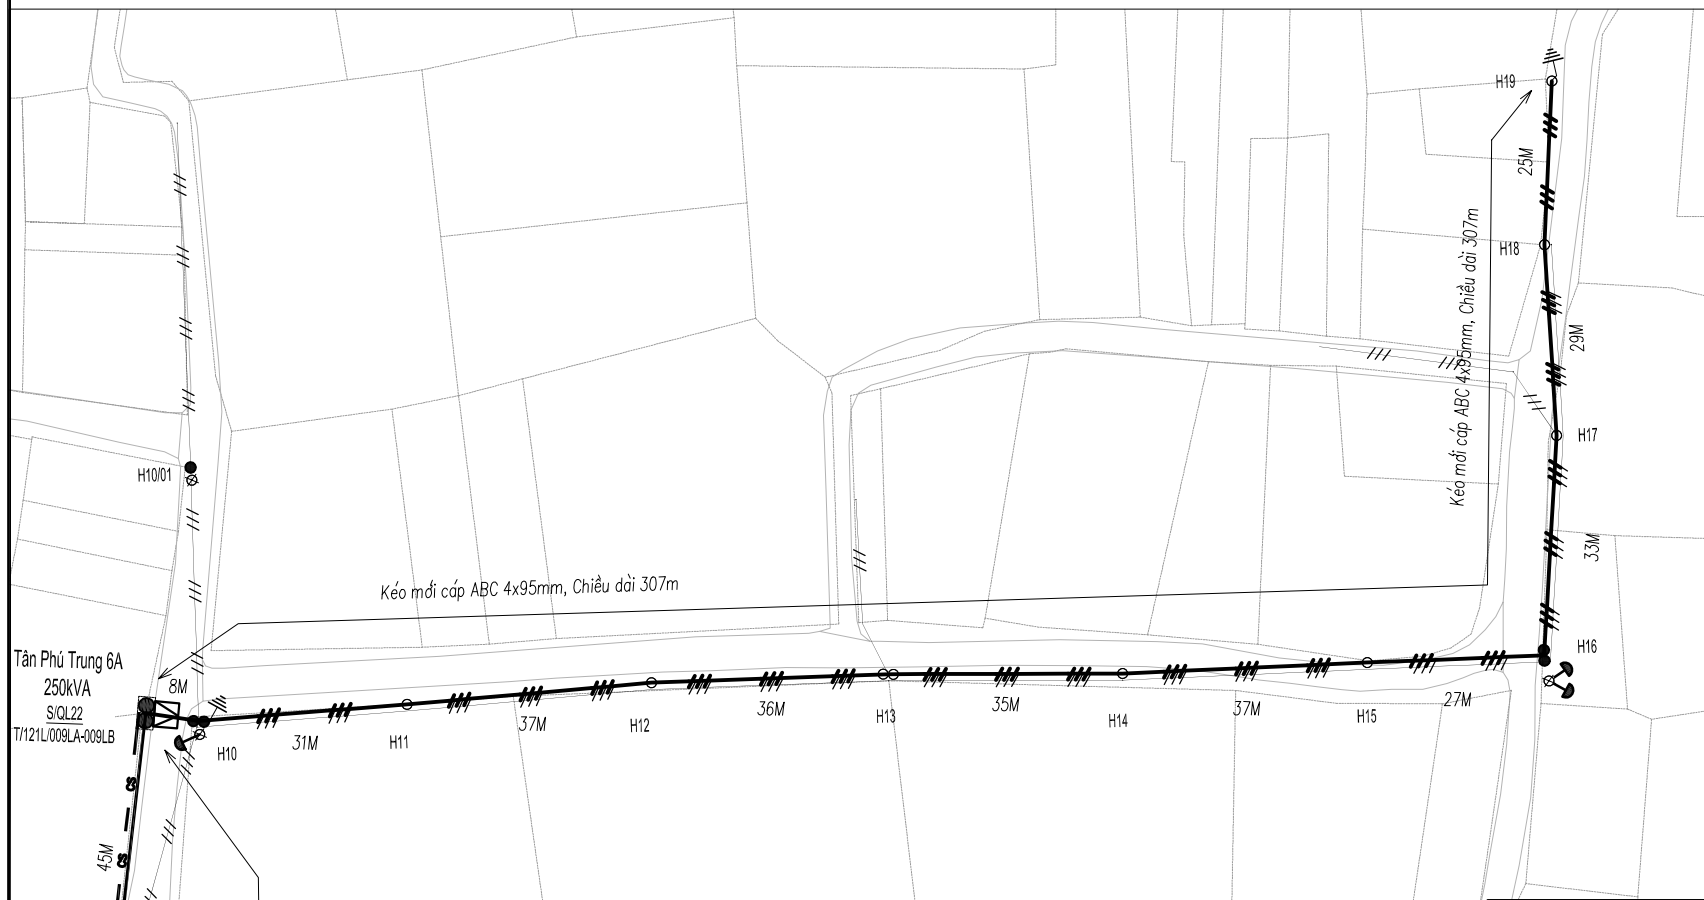 H19
25M
H18
Kéo mới cáp ABC 4x95mm, Chiều dài 307m
29M
H17
H10/01
33M
Kéo mới cáp ABC 4x95mm, Chiều dài 307m
H16
Tân Phú Trung 6A
250kVA
S/QL22
T/121L/009LA-009LB
8M
H10
31M
H11
37M
H12
36M
H13
35M
H14
37M
H15
27M
45M